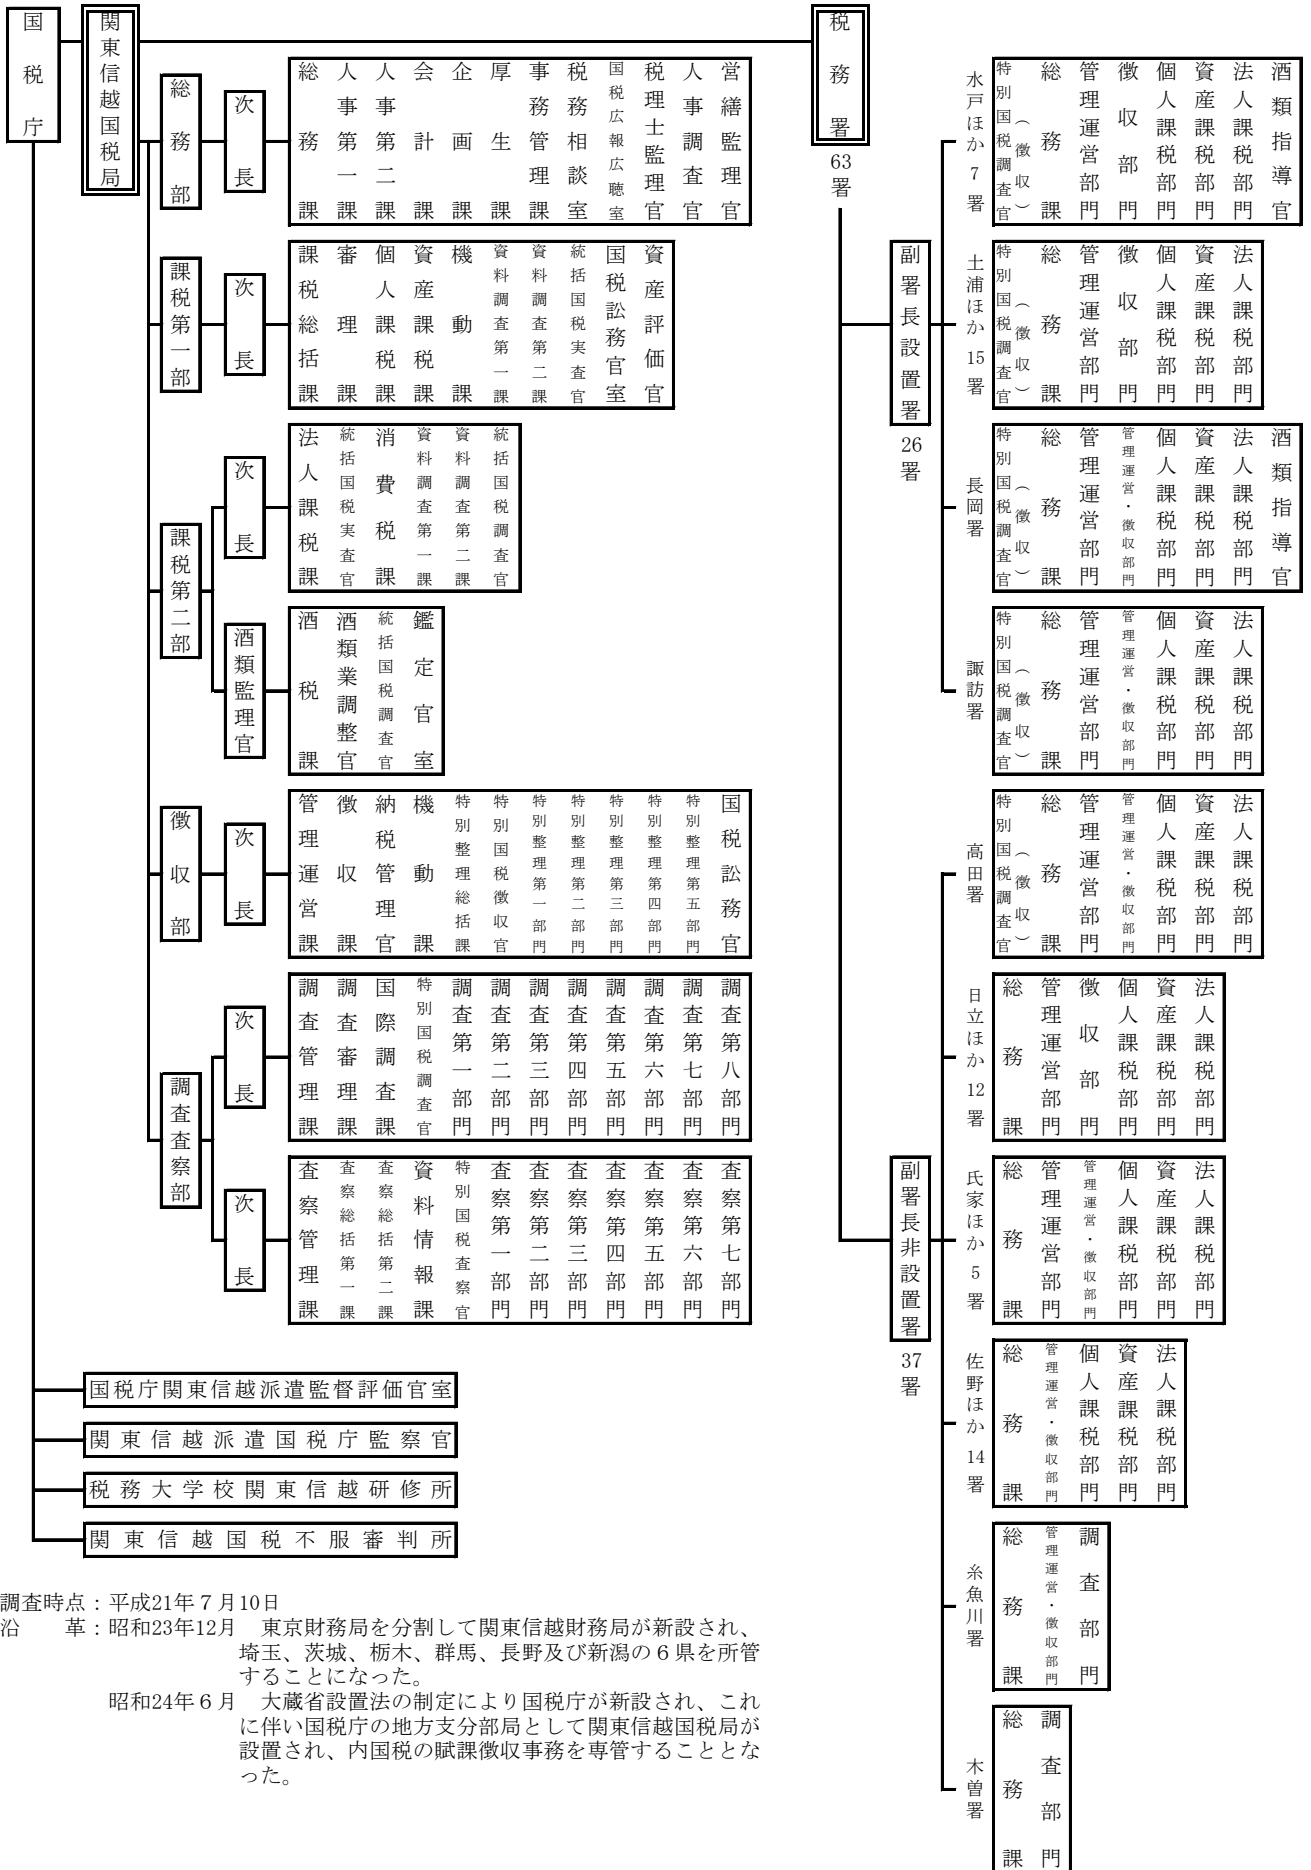 国税庁
関東信越国税局
総務部
次長
総務課
人事第一課
人事第二課
会計課
企画課
厚生課
事務管理課
税務相談室
国税広報広聴室
税理士監理官
人事調査官
営繕監理官
課税第一部
次長
課税総括課
審理課
個人課税課
資産課税課
機動課
資料調査第一課
資料調査第二課
統括国税実査官
国税訟務官室
資産評価官
課税第二部
次長
法人課税課
統括国税実査官
消費税課
資料調査第一課
資料調査第二課
統括国税調査官
酒類監理官
酒税課
酒類業調整官
統括国税調査官
鑑定官室
徴収部
次長
管理運営課
徴収課
納税管理官
機動課
特別整理総括課
特別国税徴収官
特別整理第一部門
特別整理第二部門
特別整理第三部門
特別整理第四部門
特別整理第五部門
国税訟務官
調査査察部
次長
調査管理課
調査審理課
国際調査課
特別国税調査官
調査第一部門
調査第二部門
調査第三部門
調査第四部門
調査第五部門
調査第六部門
調査第七部門
調査第八部門
次長
査察管理課
査察総括第一課
査察総括第二課
資料情報課
特別国税査察官
査察第一部門
査察第二部門
査察第三部門
査察第四部門
査察第五部門
査察第六部門
査察第七部門
国税庁関東信越派遣監督評価官室
関東信越派遣国税庁監察官
税務大学校関東信越研修所
関東信越国税不服審判所
税務署
63署
副署長設置署
26署
水戸ほか7署
特別国税調査官
（徴収）
総務課
管理運営部門
徴収部門
個人課税部門
資産課税部門
法人課税部門
酒類指導官
土浦ほか15署
特別国税調査官
（徴収）
総務課
管理運営部門
徴収部門
個人課税部門
資産課税部門
法人課税部門
長岡署
特別国税調査官
（徴収）
総務課
管理運営部門
管理運営・徴収部門
個人課税部門
資産課税部門
法人課税部門
酒類指導官
諏訪署
特別国税調査官
（徴収）
総務課
管理運営部門
管理運営・徴収部門
個人課税部門
資産課税部門
法人課税部門
副署長非設置署
37署
高田署
特別国税調査官
（徴収）
総務課
管理運営部門
管理運営・徴収部門
個人課税部門
資産課税部門
法人課税部門
日立ほか12署
総務課
管理運営部門
徴収部門
個人課税部門
資産課税部門
法人課税部門
氏家ほか5署
総務課
管理運営部門
管理運営・徴収部門
個人課税部門
資産課税部門
法人課税部門
佐野ほか14署
総務課
管理運営・徴収部門
個人課税部門
資産課税部門
法人課税部門
糸魚川署
総務課
管理運営・徴収部門
調査部門
木曽署
総務課
調査部門
調査時点：平成21年７月10日
沿　　革：昭和23年12月　東京財務局を分割して関東信越財務局が新設され、
埼玉、茨城、栃木、群馬、長野及び新潟の６県を所管
することになった。
昭和24年６月　大蔵省設置法の制定により国税庁が新設され、これ
に伴い国税庁の地方支分部局として関東信越国税局が
設置され、内国税の賦課徴収事務を専管することとな
った。